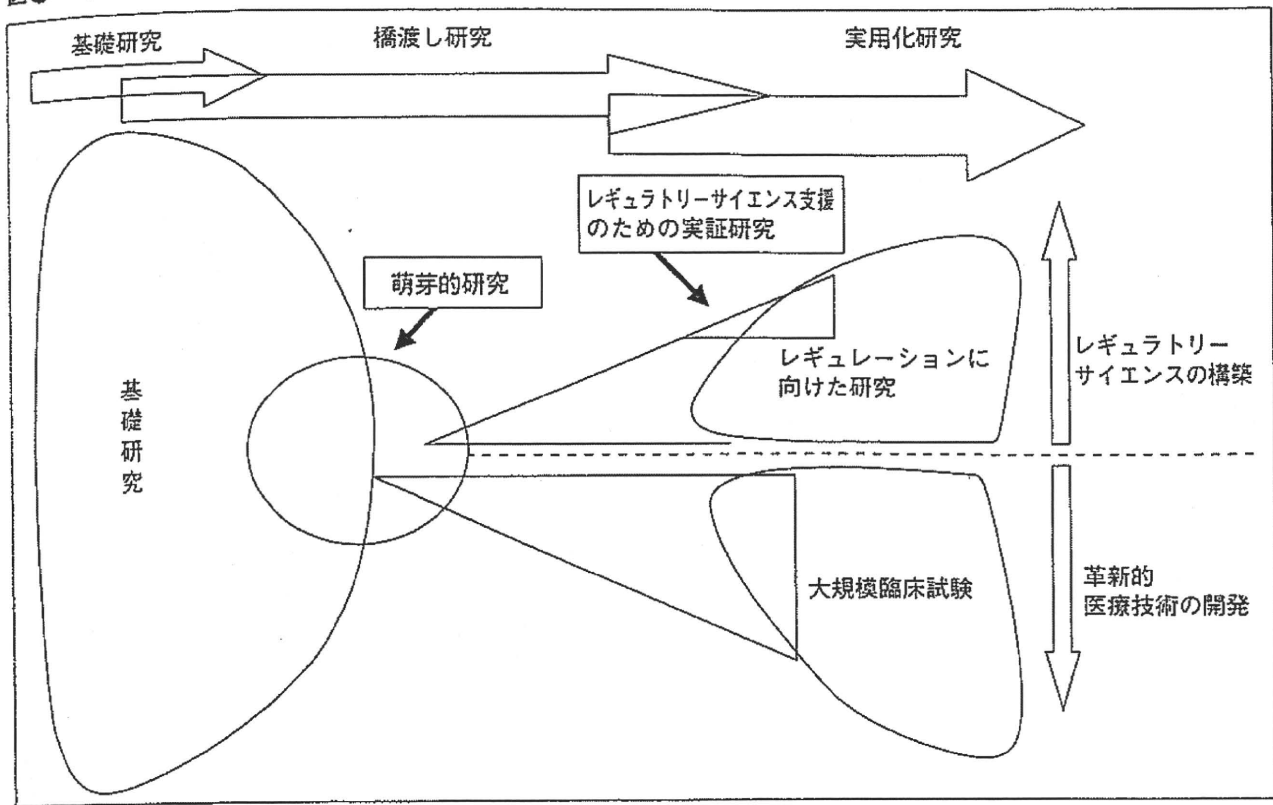 基礎研究
橋渡し研究
実用化研究
レギュラトリーサイエンス支援
のための実証研究
萌芽的研究
基礎研究
レギュレーションに
向けた研究
レギュラトリー
サイエンスの構築
大規模臨床試験
革新的
医療技術の開発